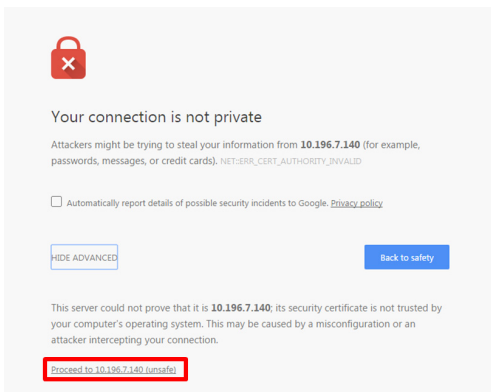 Your connection is not private
Attackers might be trying to steal your information from 10.196.7.140 (for example,
passwords, messages, or credit cards). NET::ERR_CERT_AUTHORITY_INVALID
Automatically report details of possible security incidents to Google. Privacy policy
HIDE ADVANCED
Back to safety
This server could not prove that it is 10.196.7.140; its security certificate is not trusted by
your computer's operating system. This may be caused by a misconfiguration or an
attacker intercepting your connection.
Proceed to 10.196.7.140 (unsafe)